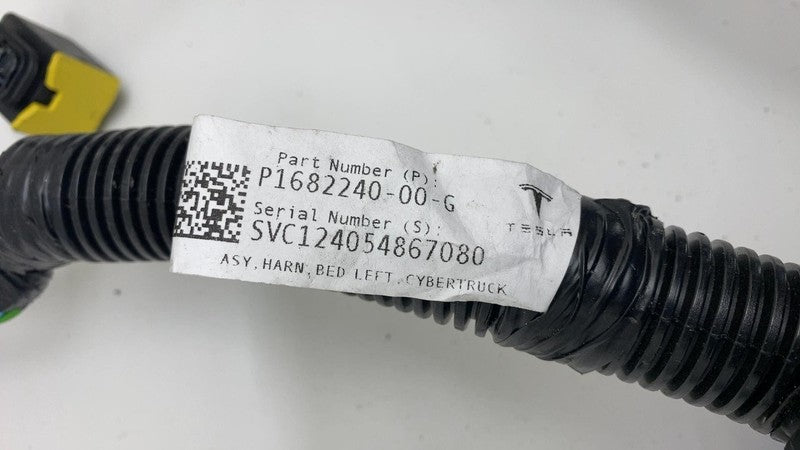 Part Number (P):
P1682240-00-G
Serial Number (S):
SVC124054867080
ASY,HARN,BED LEFT,CYBERTRUCK
TESLA